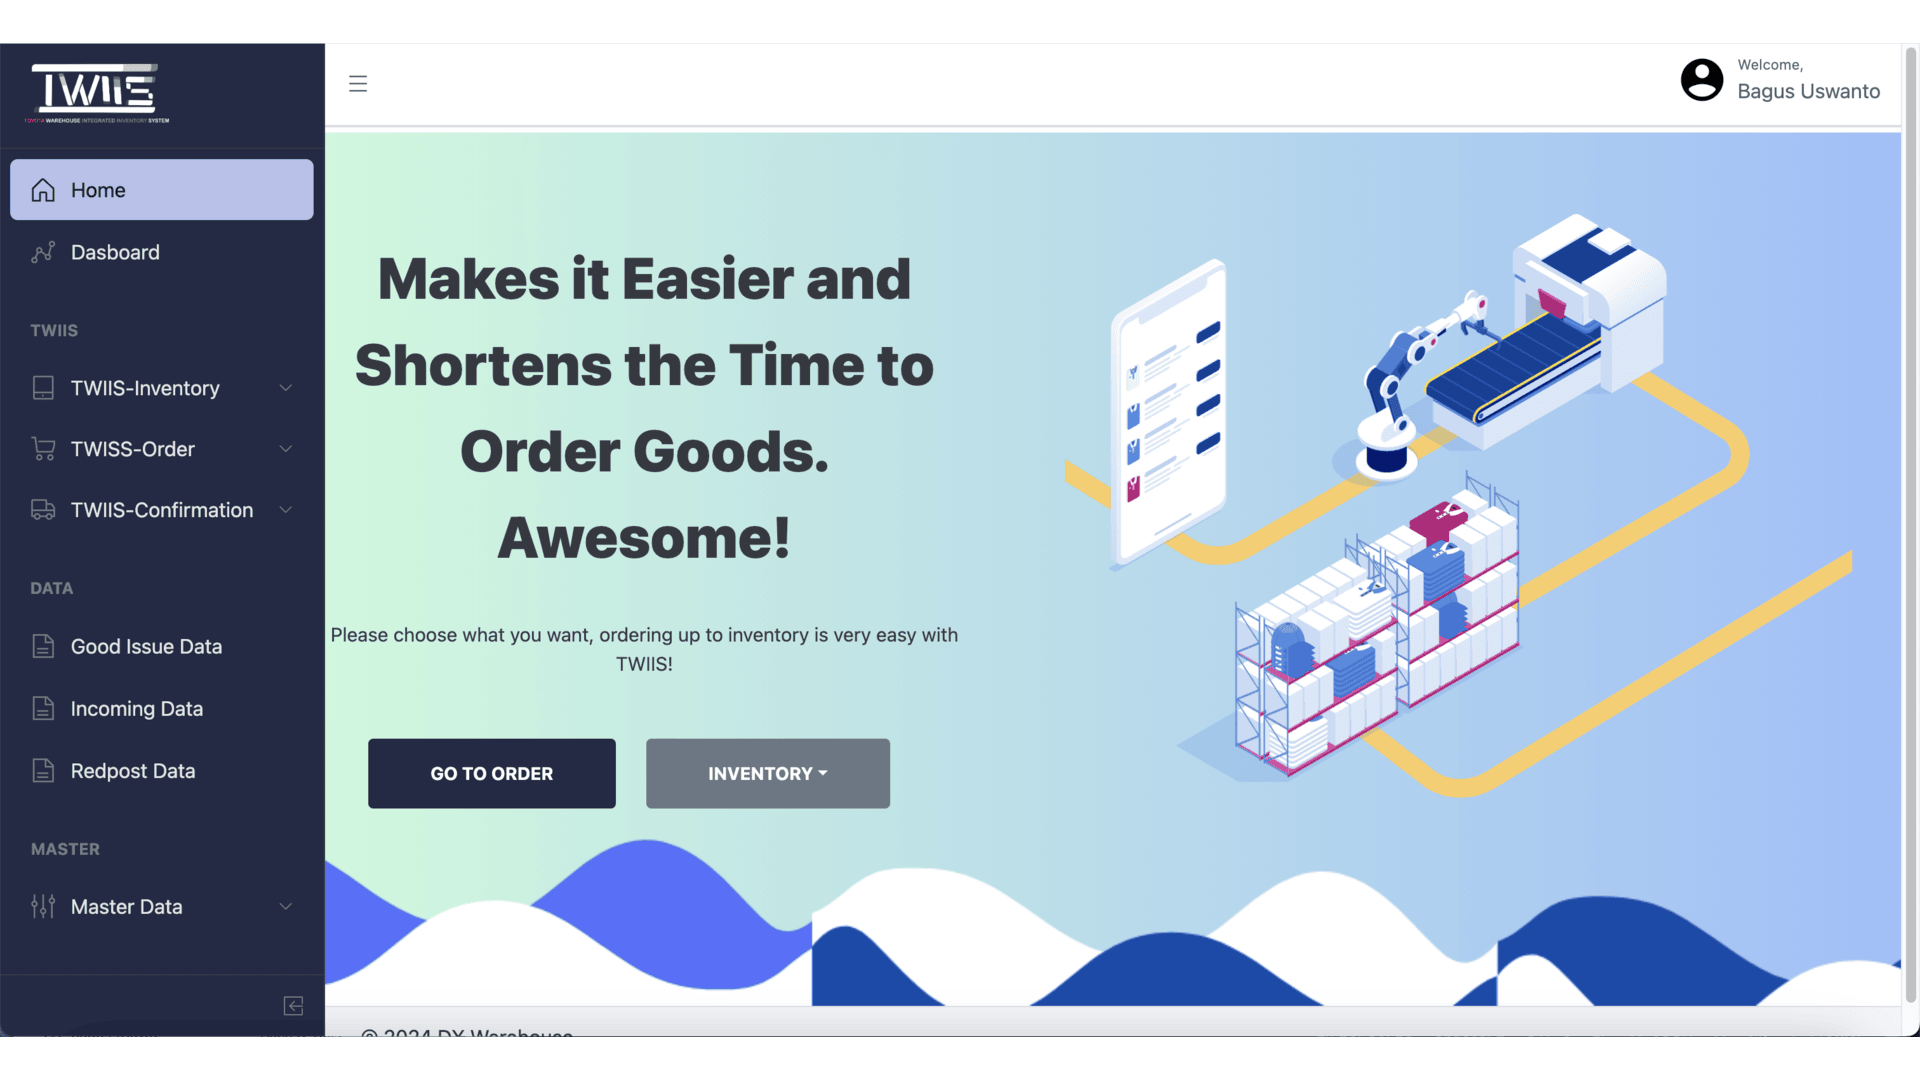 TWIIS
TOYOTA WAREHOUSE INTEGRATED INVENTORY SYSTEM
Welcome,
Bagus Uswanto
Home
Dasboard
TWIIS
TWIIS-Inventory
TWISS-Order
TWIIS-Confirmation
DATA
Good Issue Data
Incoming Data
Redpost Data
MASTER
Master Data
Makes it Easier and
Shortens the Time to
Order Goods.
Awesome!
Please choose what you want, ordering up to inventory is very easy with
TWIIS!
GO TO ORDER
INVENTORY
© 2024 DX Warehouse